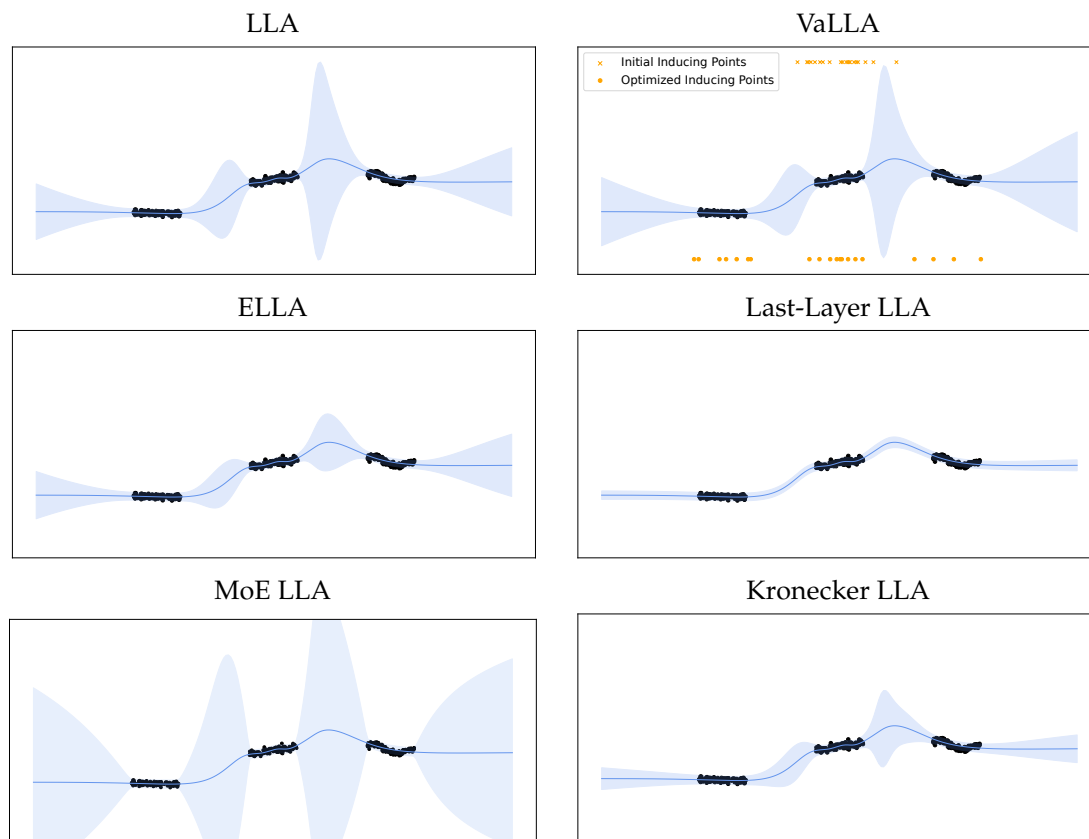 LLA
VaLLA
Initial Inducing Points
Optimized Inducing Points
ELLA
Last-Layer LLA
MoE LLA
Kronecker LLA